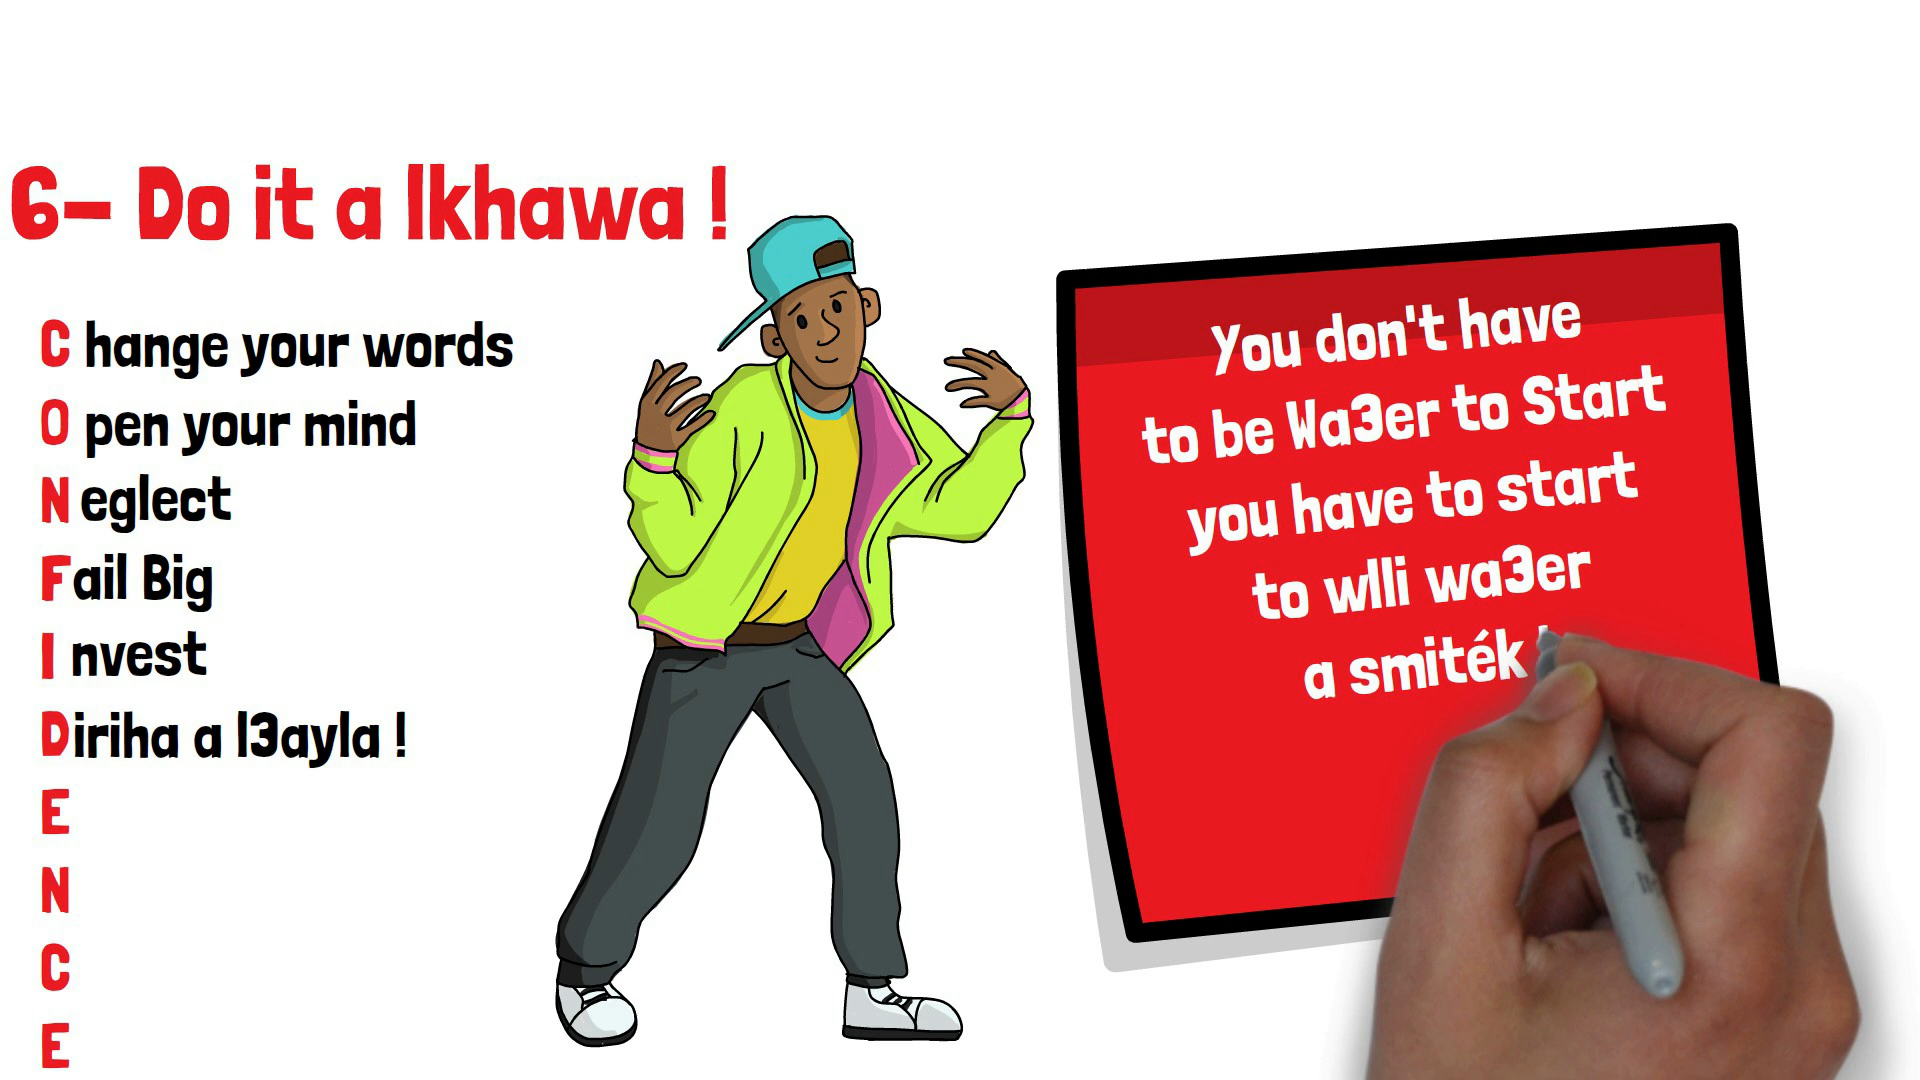 6- Do it a lkhawa !
C hange your words
O pen your mind
N eglect
Fail Big
I nvest
Diriha a l3ayla !
E
N
C
E
You don't have
to be Wa3er to Start
you have to start
to wlli wa3er
a smiték